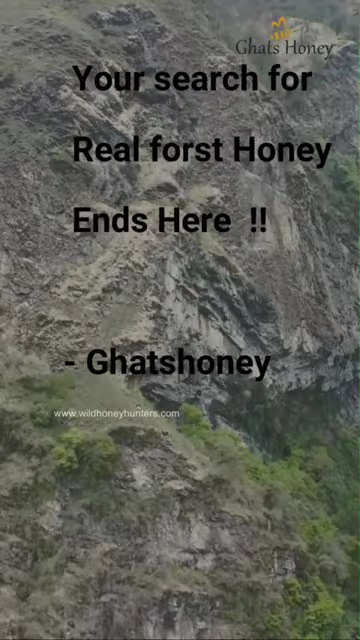 Ghats Honey
Your search for
Real forst Honey
Ends Here !!
- Ghatshoney
www.wildhoneyhunters.com